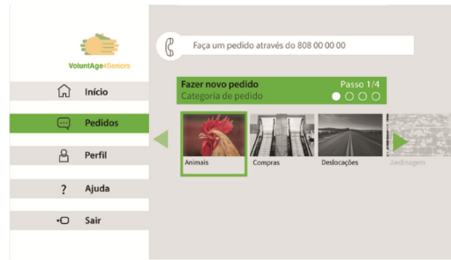 VoluntAge4Seniors
Início
Pedidos
Perfil
? Ajuda
Sair
Faça um pedido através do 808 00 00 00
Fazer novo pedido Passo 1/4
Categoria de pedido
Animais
Compras
Deslocações
Jardinagem